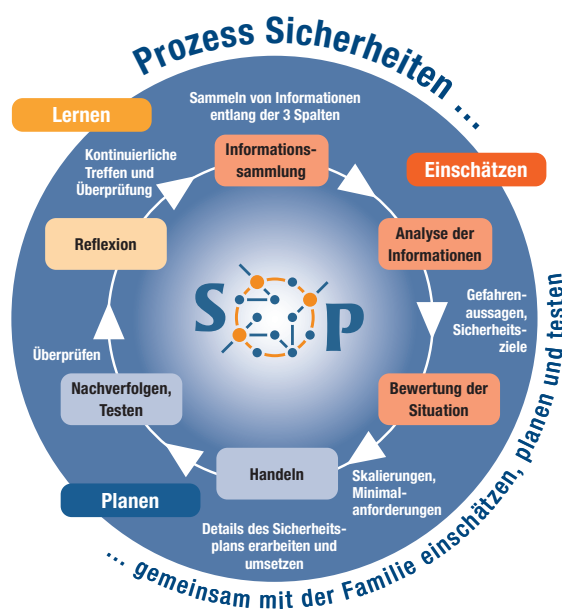 Prozess Sicherheiten ...
Lernen
Sammeln von Informationen
entlang der 3 Spalten
Informations-
sammlung
Kontinuierliche
Treffen und
Überprüfung
Einschätzen
Reflexion
Analyse der
Informationen
S P
Gefahren-
aussagen,
Sicherheits-
ziele
Überprüfen
Nachverfolgen,
Testen
Bewertung der
Situation
Handeln
Skalierungen,
Minimal-
anforderungen
Planen
Details des Sicherheits-
plans erarbeiten und
umsetzen
... gemeinsam mit der Familie einschätzen, planen und testen